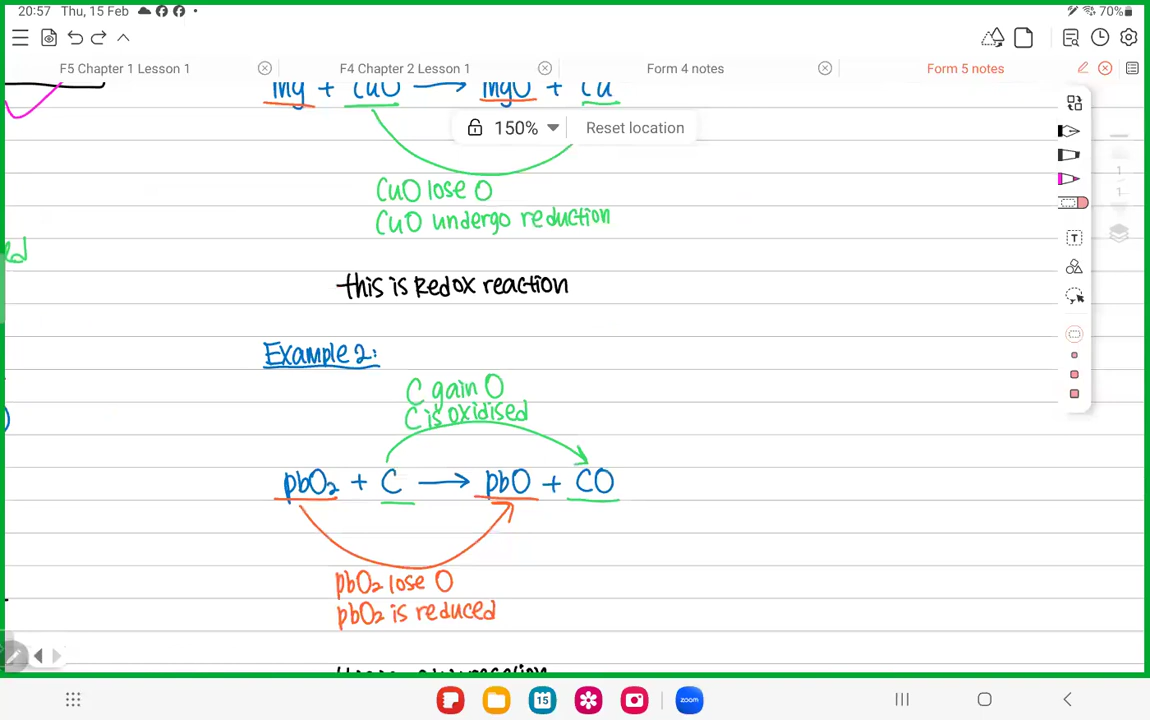 20:57 Thu, 15 Feb 70%
F5 Chapter 1 Lesson 1 F4 Chapter 2 Lesson 1 Form 4 notes Form 5 notes
Mg + CuO → MgO + Cu
150% Reset location
CuO lose O
CuO undergo reduction
this is Redox reaction
Example 2:
C gain O
C is oxidised
pbO₂ + C → pbO + CO
pbO₂ lose O
pbO₂ is reduced
15 zoom